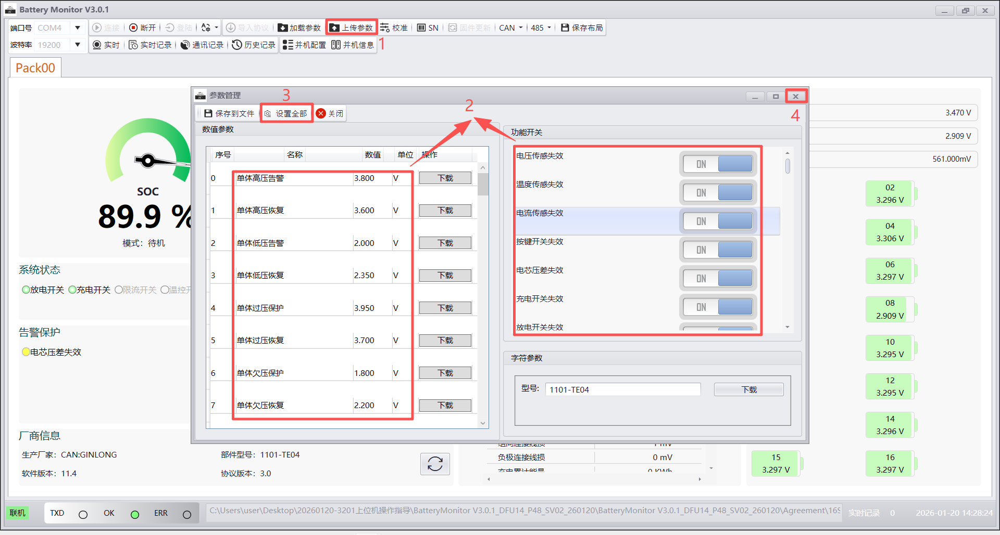 Battery Monitor V3.0.1
端口号 COM4 连接 断开 登陆 导入协议 加载参数 上传参数 校准 SN 固件更新 CAN 485 保存布局
波特率 19200 实时 实时记录 通讯记录 历史记录 并机配置 并机信息 1
Pack00
参数管理
3
保存到文件 设置全部 关闭
2
4
数值参数
序号 名称 数值 单位 操作
0 单体高压告警 3.800 V 下载
1 单体高压恢复 3.600 V 下载
2 单体低压告警 2.000 V 下载
3 单体低压恢复 2.350 V 下载
4 单体过压保护 3.950 V 下载
5 单体过压恢复 3.700 V 下载
6 单体欠压保护 1.800 V 下载
7 单体欠压恢复 2.200 V 下载
功能开关
电压传感失效 ON
温度传感失效 ON
电流传感失效 ON
按键开关失效 ON
电芯压差失效 ON
充电开关失效 ON
放电开关失效
字符参数
型号: 1101-TE04 下载
SOC
89.9 %
模式：待机
系统状态
放电开关 充电开关 限流开关 温控开
告警保护
电芯压差失效
厂商信息
生产厂家：CAN:GINLONG 部件型号：1101-TE04
软件版本：11.4 协议版本：3.0
3.470 V
2.909 V
561.000mV
02
3.296 V
04
3.306 V
06
3.297 V
08
2.909 V
10
3.295 V
12
3.295 V
14
3.296 V
负极连接线损 0 mV
充电累计能量 0 KWh
15
3.297 V
16
3.297 V
联机 TXD OK ERR C:\Users\user\Desktop\20260120-3201上位机操作指导\BatteryMonitor V3.0.1_DFU14_P48_SV02_260120\BatteryMonitor V3.0.1_DFU14_P48_SV02_260120\Agreement\16S 实时记录 0 2026-01-20 14:28:24